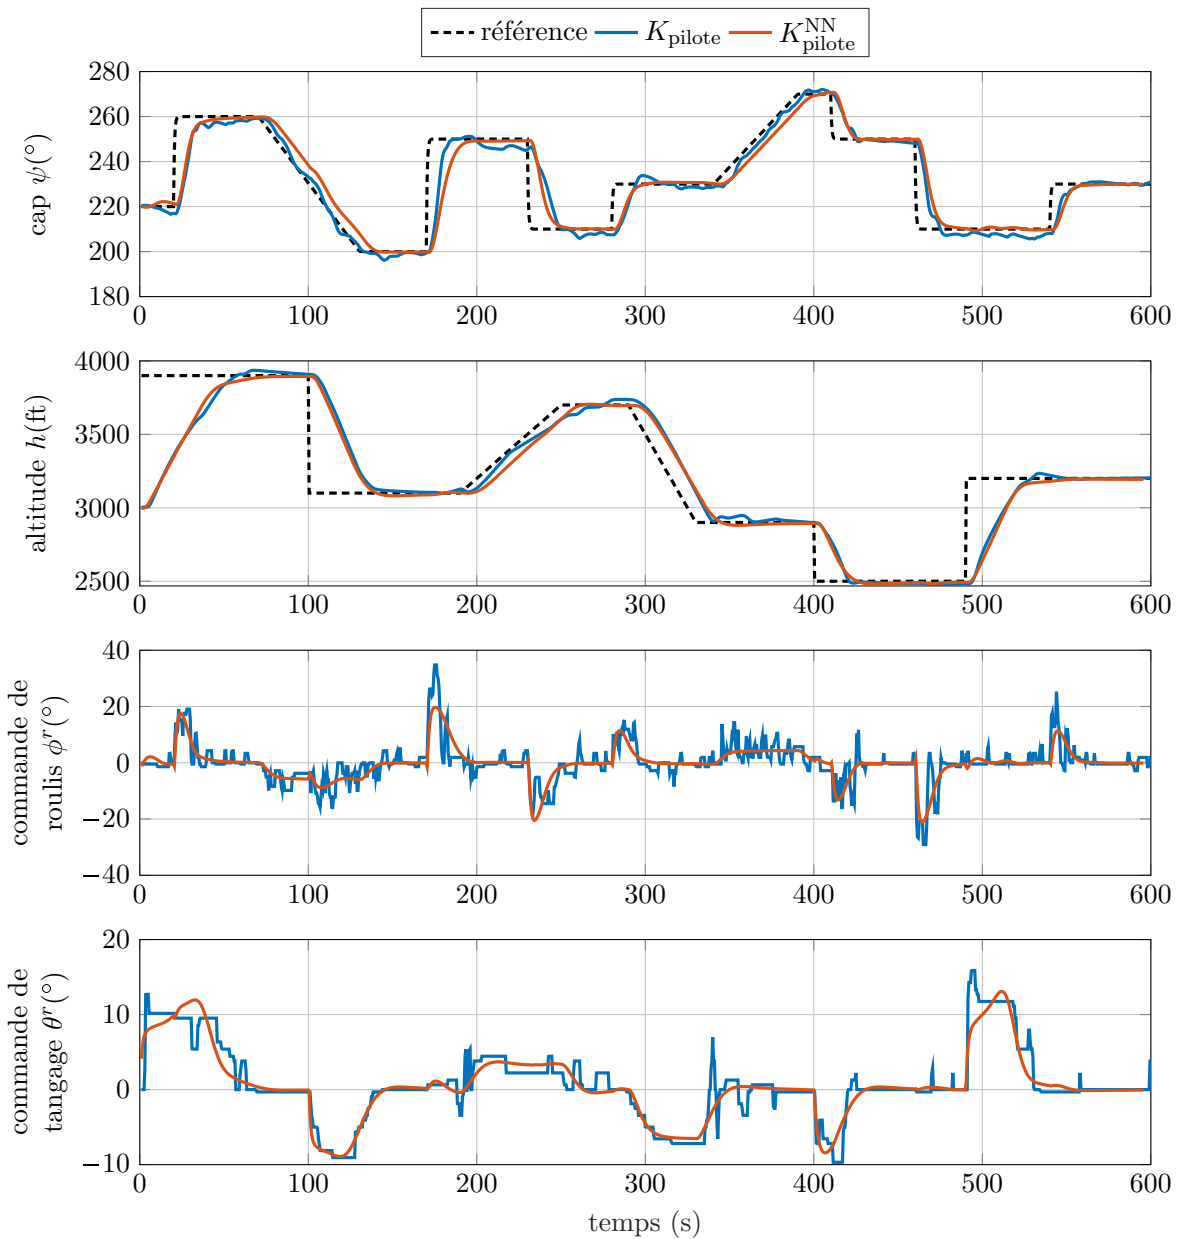 référence K_pilote K_pilote^NN
280
260
240
220
200
180
cap ψ(°)
0 100 200 300 400 500 600
4000
3500
3000
2500
altitude h(ft)
0 100 200 300 400 500 600
40
20
0
−20
−40
commande de
roulis ϕ^r(°)
0 100 200 300 400 500 600
20
10
0
−10
commande de
tangage θ^r(°)
0 100 200 300 400 500 600
temps (s)